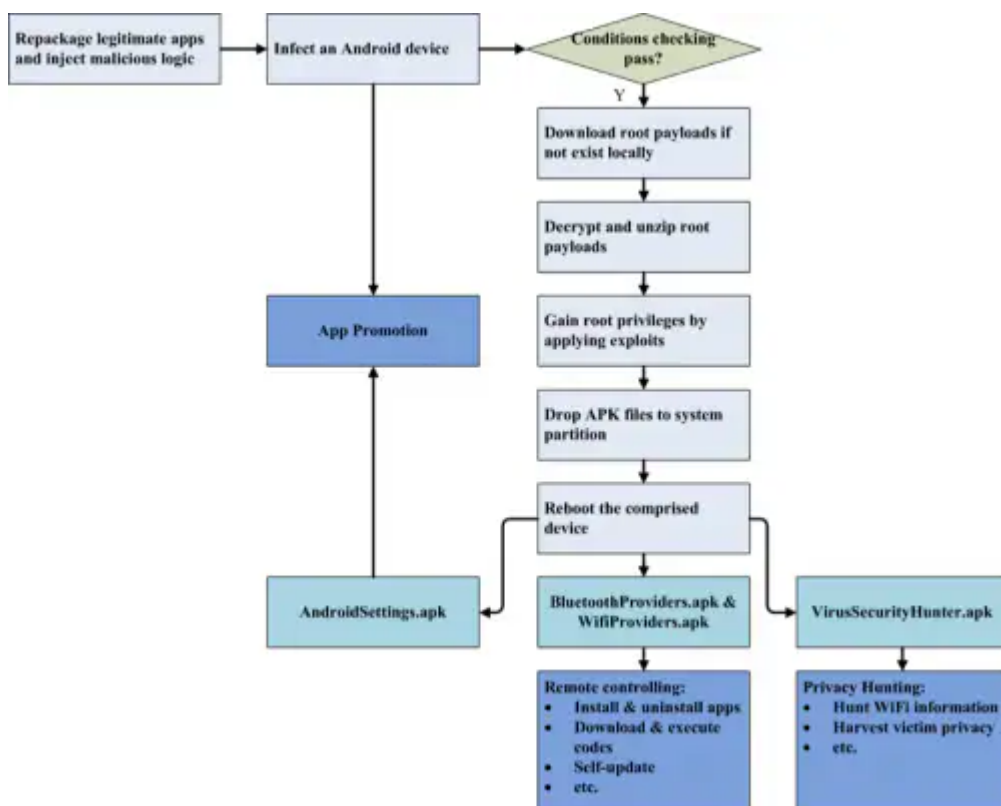 Repackage legitimate apps
and inject malicious logic
Infect an Android device
Conditions checking
pass?
Y
Download root payloads if
not exist locally
Decrypt and unzip root
payloads
Gain root privileges by
applying exploits
App Promotion
Drop APK files to system
partition
Reboot the comprised
device
AndroidSettings.apk
BluetoothProviders.apk &
WifiProviders.apk
VirusSecurityHunter.apk
Remote controlling:
• Install & uninstall apps
• Download & execute
codes
• Self-update
• etc.
Privacy Hunting:
• Hunt WiFi information
• Harvest victim privacy
• etc.